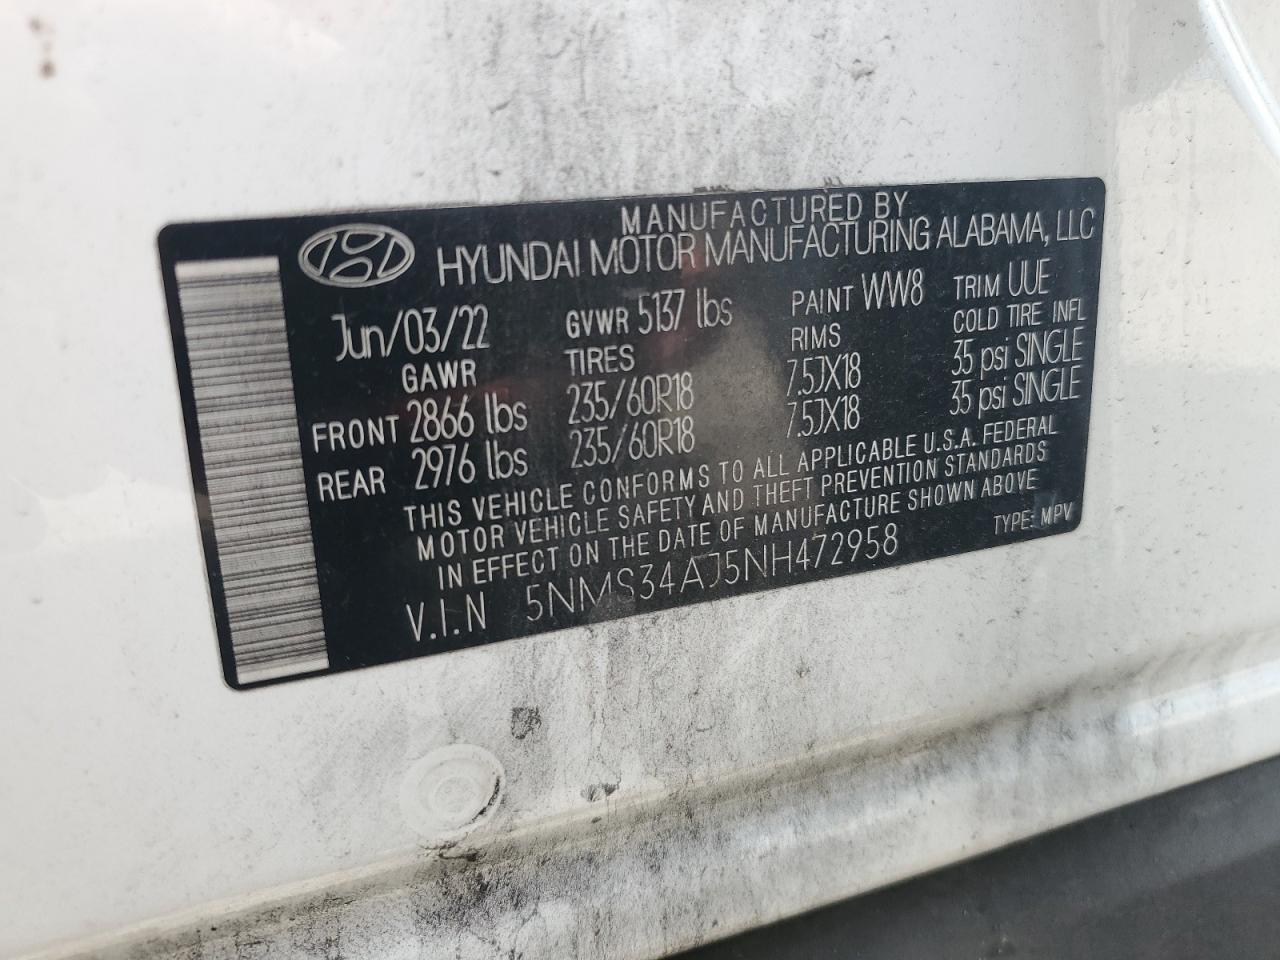 MANUFACTURED BY
HYUNDAI MOTOR MANUFACTURING ALABAMA, LLC
Jun/03/22 GVWR 5137 lbs PAINT WW8 TRIM UUE
GAWR TIRES RIMS COLD TIRE INFL
FRONT 2866 lbs 235/60R18 7.5JX18 35 psi SINGLE
REAR 2976 lbs 235/60R18 7.5JX18 35 psi SINGLE
THIS VEHICLE CONFORMS TO ALL APPLICABLE U.S.A. FEDERAL
MOTOR VEHICLE SAFETY AND THEFT PREVENTION STANDARDS
IN EFFECT ON THE DATE OF MANUFACTURE SHOWN ABOVE
V.I.N 5NMS34AJ5NH472958 TYPE: MPV